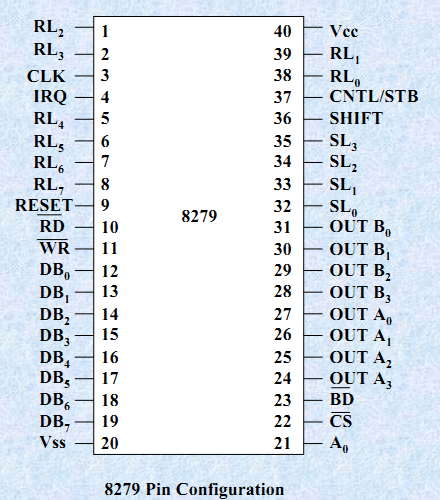 RL₂ 1 40 Vcc
RL₃ 2 39 RL₁
CLK 3 38 RL₀
IRQ 4 37 CNTL/STB
RL₄ 5 36 SHIFT
RL₅ 6 35 SL₃
RL₆ 7 34 SL₂
RL₇ 8 33 SL₁
RESET 9 32 SL₀
8279
R̅D̅ 10 31 OUT B₀
W̅R̅ 11 30 OUT B₁
DB₀ 12 29 OUT B₂
DB₁ 13 28 OUT B₃
DB₂ 14 27 OUT A₀
DB₃ 15 26 OUT A₁
DB₄ 16 25 OUT A₂
DB₅ 17 24 OUT A₃
DB₆ 18 23 B̅D̅
DB₇ 19 22 C̅S̅
Vss 20 21 A₀
8279 Pin Configuration